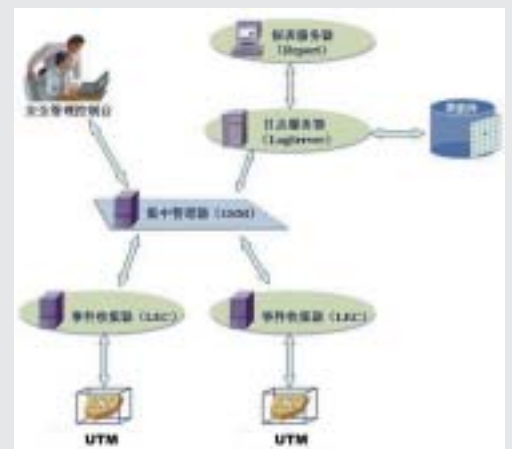 报表服务器
(Report)
安全管理控制台
日志服务器
(LogServer)
数据库
集中管理器
事件收集器 (LEC)
事件收集器 (LEC)
UTM
UTM